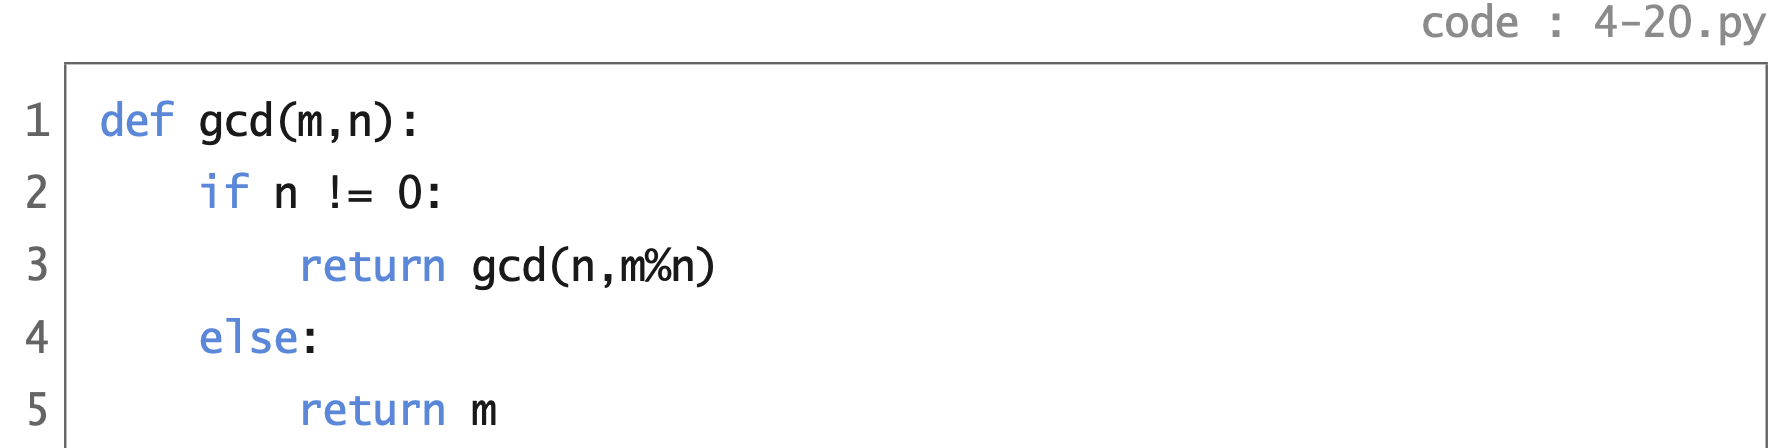 code : 4-20.py
1 def gcd(m,n):
2     if n != 0:
3         return gcd(n,m%n)
4     else:
5         return m